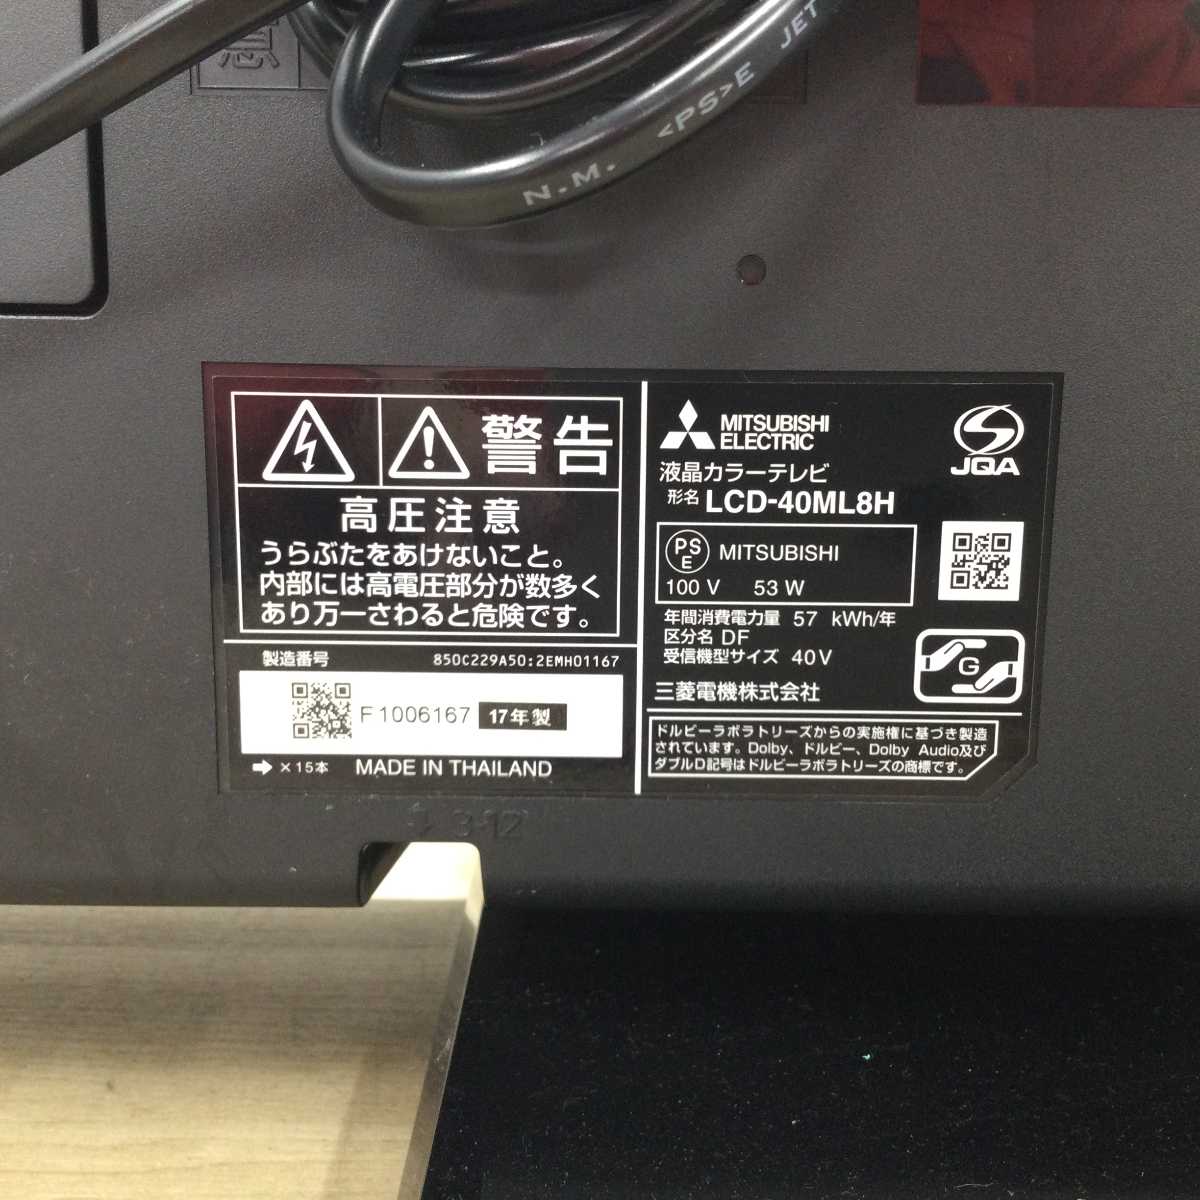 意
N.M. <PS>E JET
警告
高圧注意
うらぶたをあけないこと。
内部には高電圧部分が数多く
あり万一さわると危険です。
製造番号 850C229A50:2EMH01167
F1006167 17年製
➡ ×15本 MADE IN THAILAND
MITSUBISHI
ELECTRIC
JQA
液晶カラーテレビ
形名 LCD-40ML8H
PS
E
MITSUBISHI
100 V 53 W
年間消費電力量 57 kWh/年
区分名 DF
受信機型サイズ 40V
G
三菱電機株式会社
ドルビーラボラトリーズからの実施権に基づき製造
されています。Dolby、ドルビー、Dolby Audio及び
ダブルD記号はドルビーラボラトリーズの商標です。
3-12